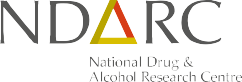 NDARC
National Drug &
Alcohol Research Centre